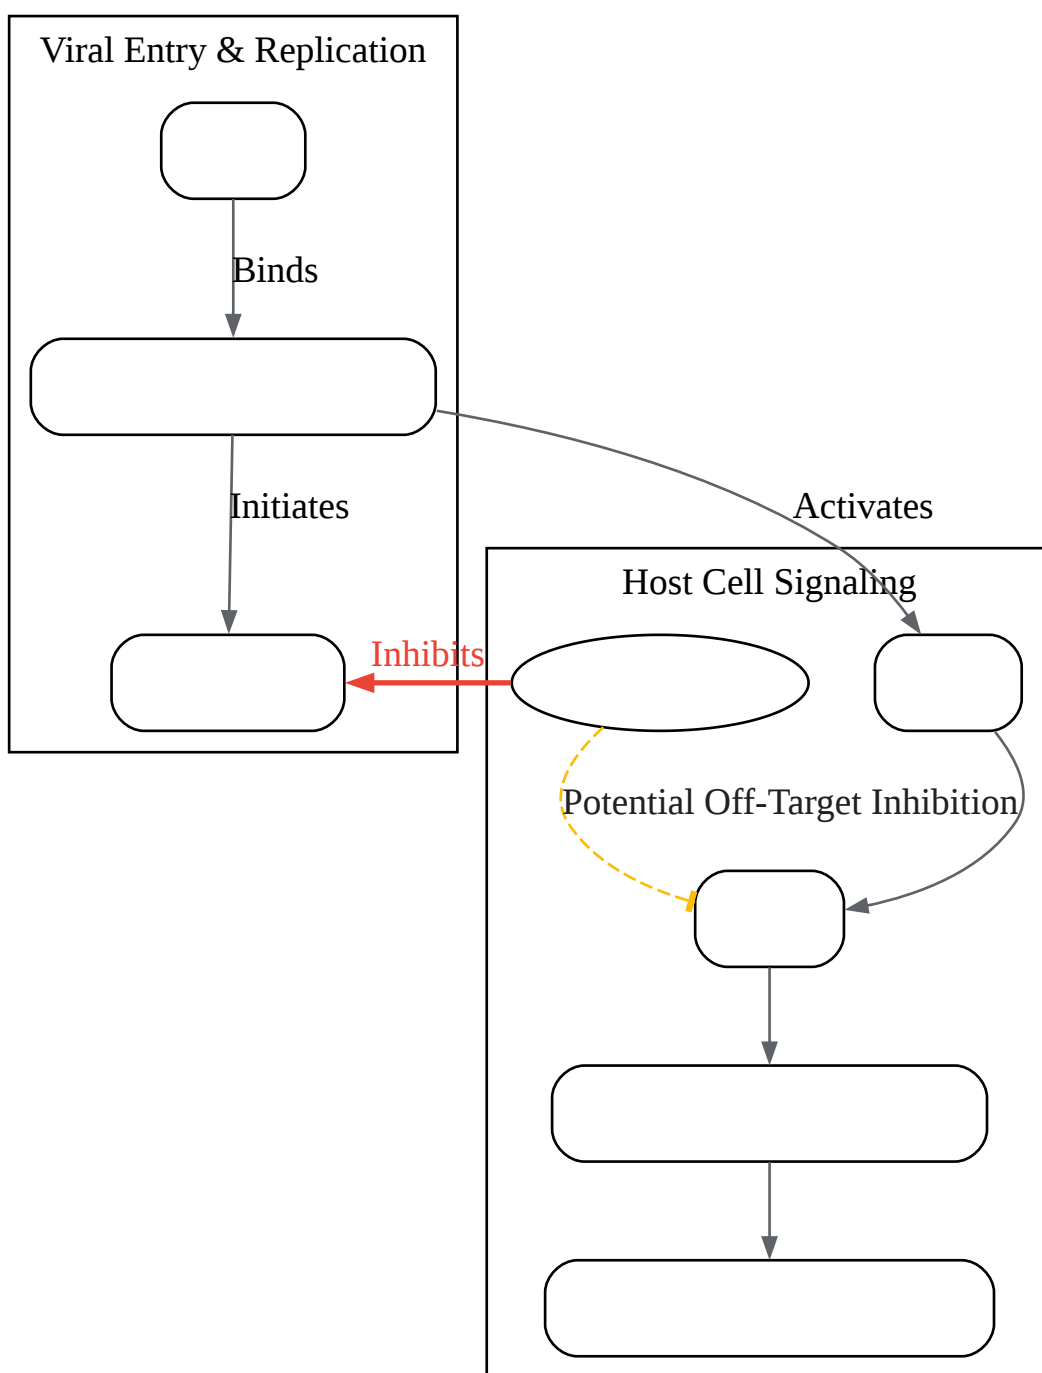 Viral Entry & Replication
Binds
Initiates
Activates
Host Cell Signaling
Inhibits
Potential Off-Target Inhibition